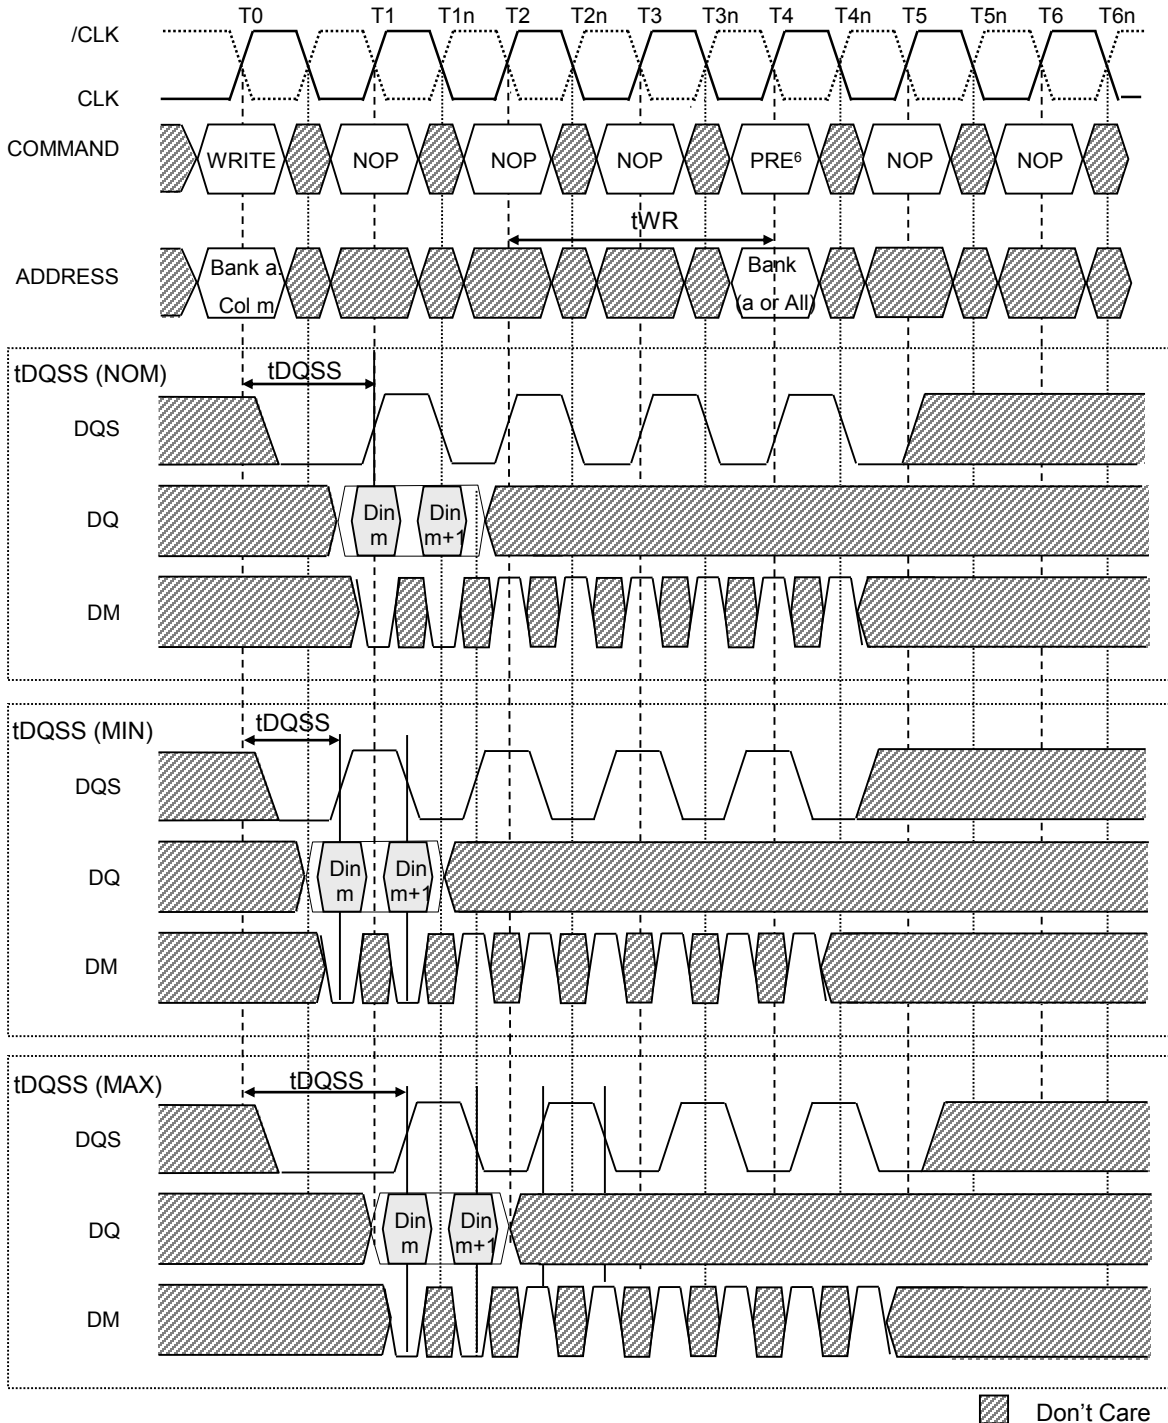 T0 T1 T1n T2 T2n T3 T3n T4 T4n T5 T5n T6 T6n
/CLK
CLK
COMMAND WRITE NOP NOP NOP PRE⁶ NOP NOP
tWR
ADDRESS Bank a. Bank
Col m (a or All)
tDQSS (NOM) tDQSS
DQS
DQ Din Din
m m+1
DM
tDQSS (MIN) tDQSS
DQS
DQ Din Din
m m+1
DM
tDQSS (MAX) tDQSS
DQS
DQ Din Din
m m+1
DM
Don't Care